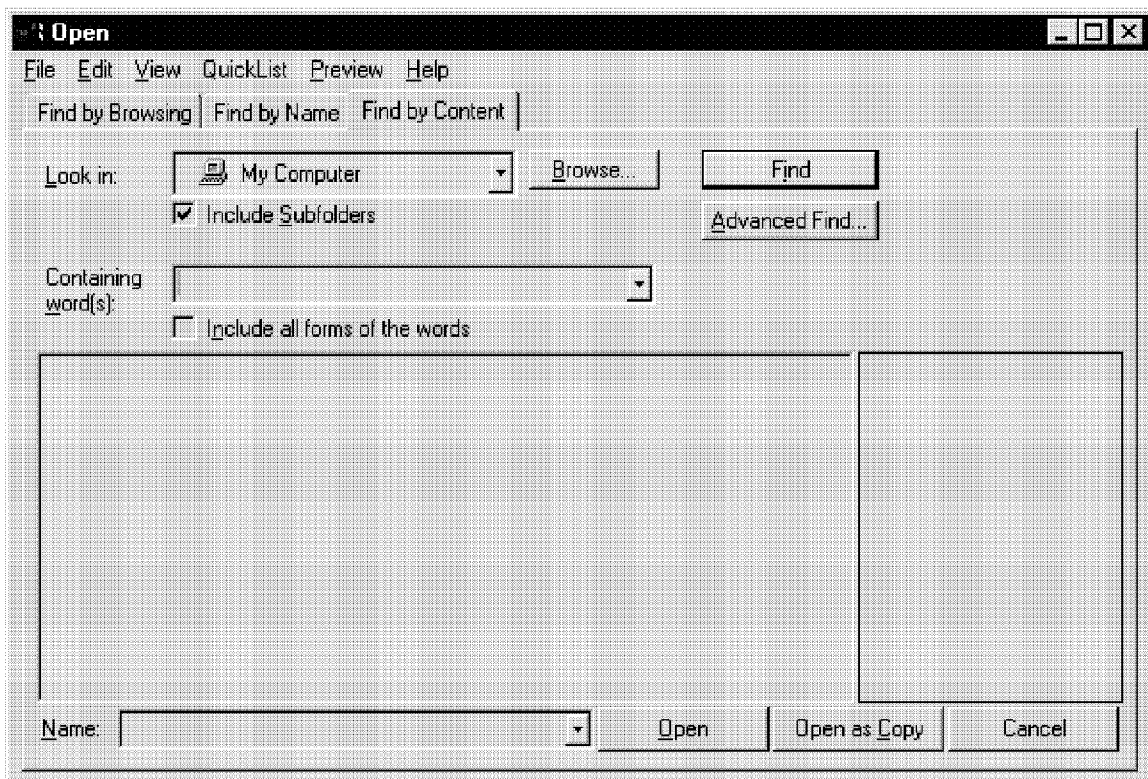 Open
File Edit View QuickList Preview Help
Find by Browsing Find by Name Find by Content
Look in: My Computer Browse... Find
Include Subfolders
Advanced Find...
Containing
word(s):
Include all forms of the words
Name: Open Open as Copy Cancel